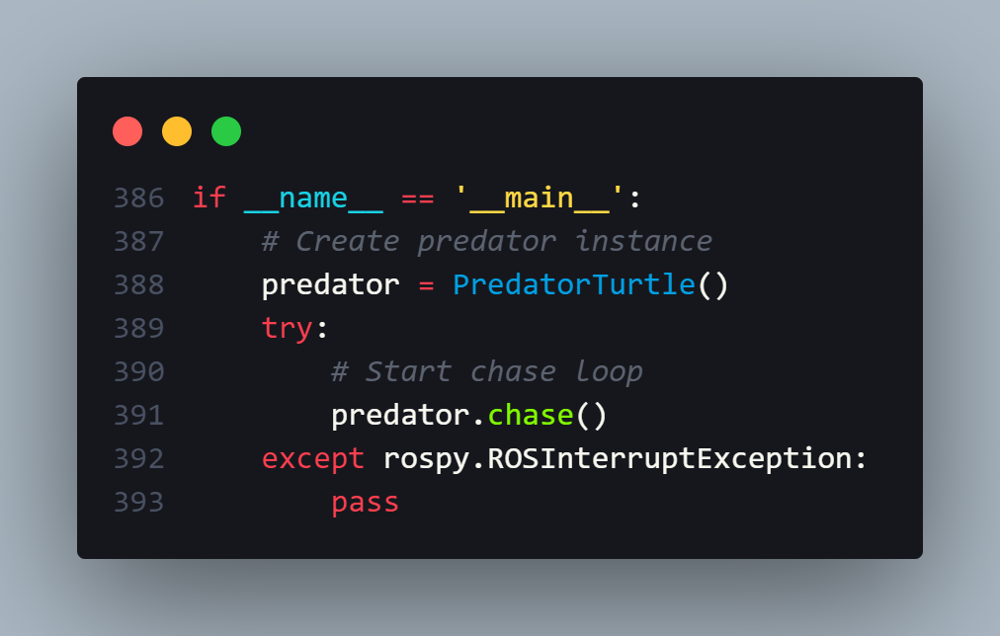 386 if __name__ == '__main__':
387     # Create predator instance
388     predator = PredatorTurtle()
389     try:
390         # Start chase loop
391         predator.chase()
392     except rospy.ROSInterruptException:
393         pass